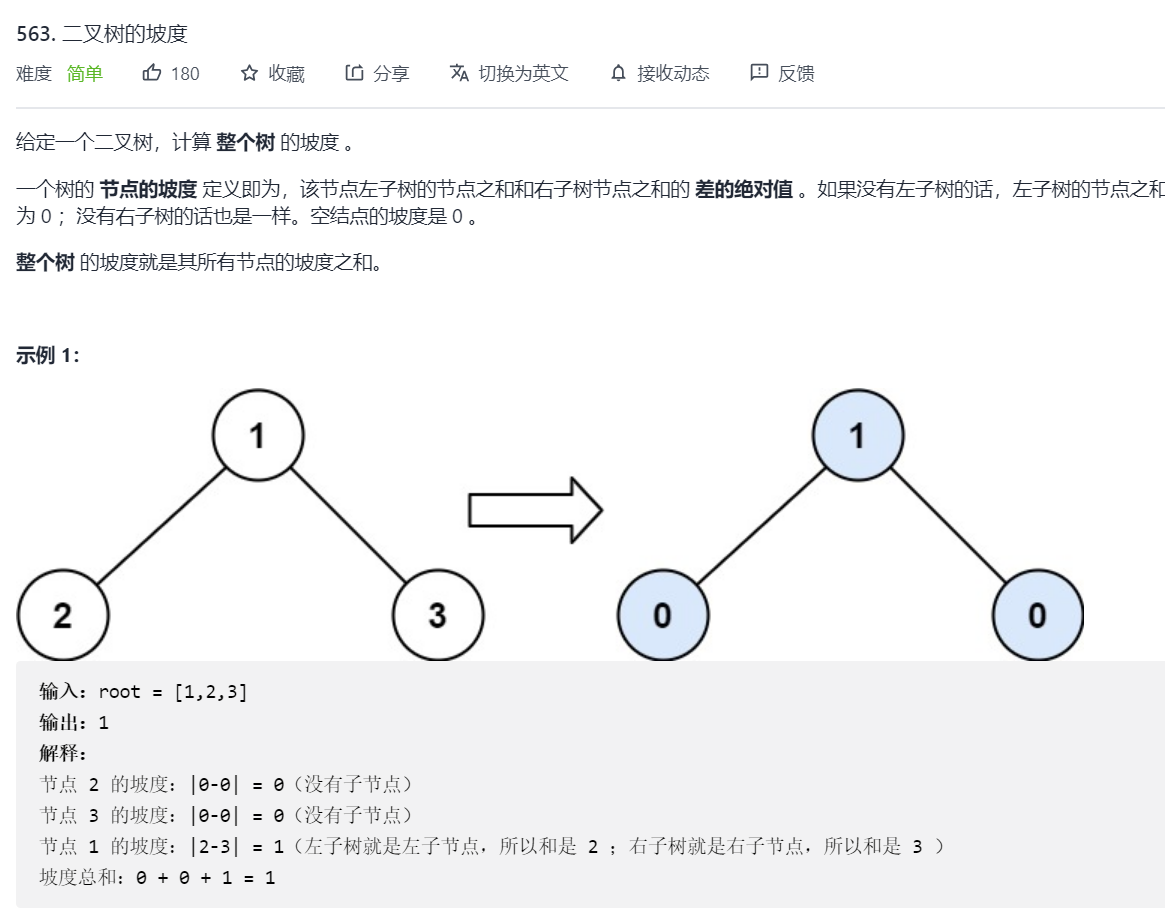 563. 二叉树的坡度
难度 简单 180 收藏 分享 切换为英文 接收动态 反馈
给定一个二叉树，计算 整个树 的坡度 。
一个树的 节点的坡度 定义即为，该节点左子树的节点之和和右子树节点之和的 差的绝对值 。如果没有左子树的话，左子树的节点之和
为 0 ；没有右子树的话也是一样。空结点的坡度是 0 。
整个树 的坡度就是其所有节点的坡度之和。
示例 1：
1 1
2 3 0 0
输入：root = [1,2,3]
输出：1
解释：
节点 2 的坡度：|0-0| = 0（没有子节点）
节点 3 的坡度：|0-0| = 0（没有子节点）
节点 1 的坡度：|2-3| = 1（左子树就是左子节点，所以和是 2 ；右子树就是右子节点，所以和是 3 ）
坡度总和：0 + 0 + 1 = 1